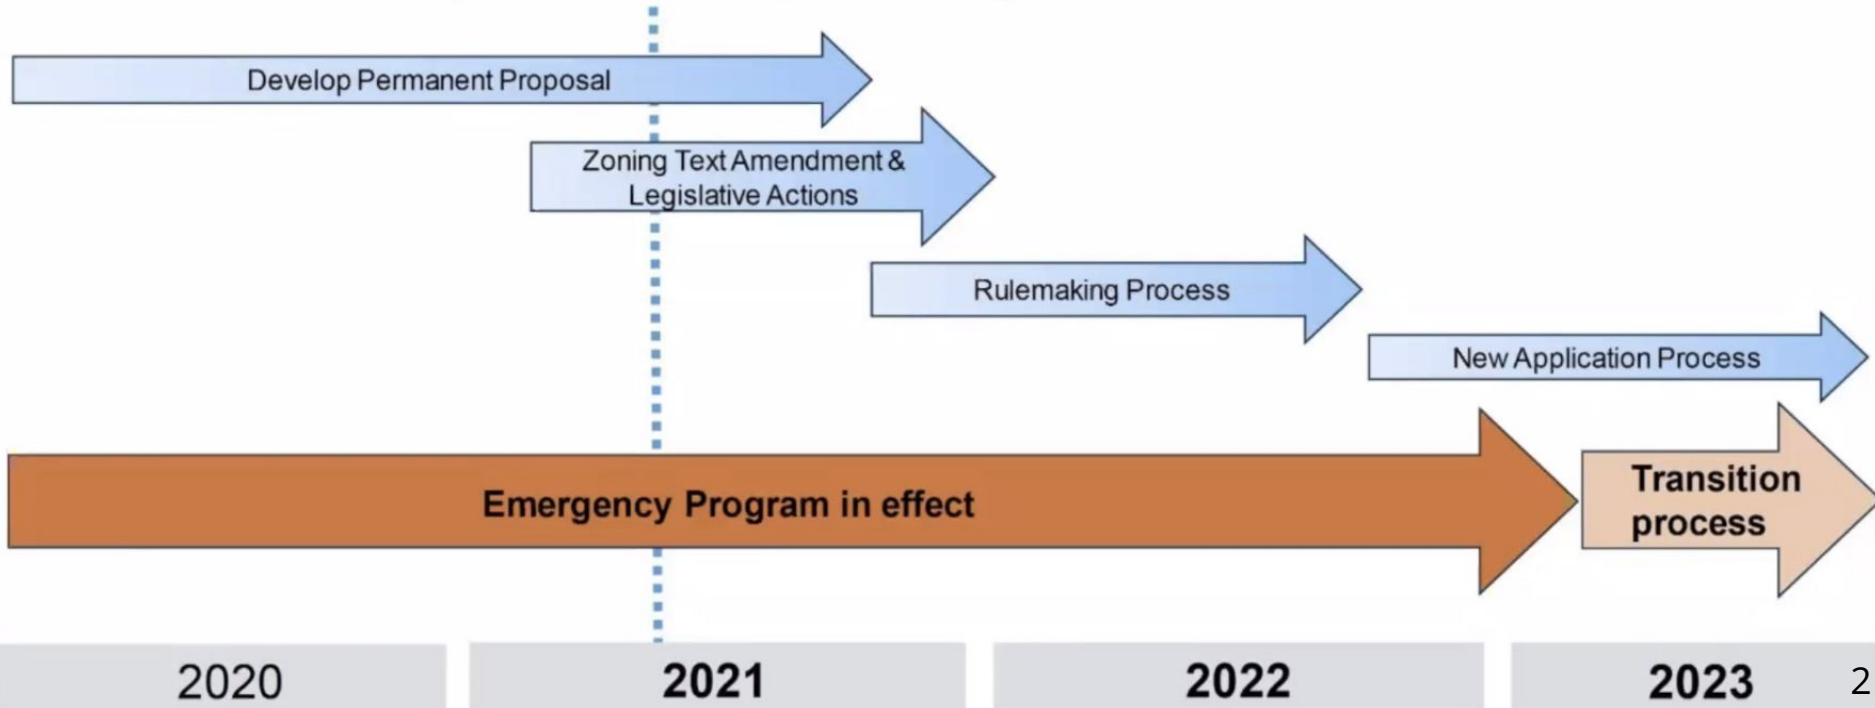 Develop Permanent Proposal
Zoning Text Amendment &
Legislative Actions
Rulemaking Process
New Application Process
Emergency Program in effect
Transition
process
2020
2021
2022
2023
2